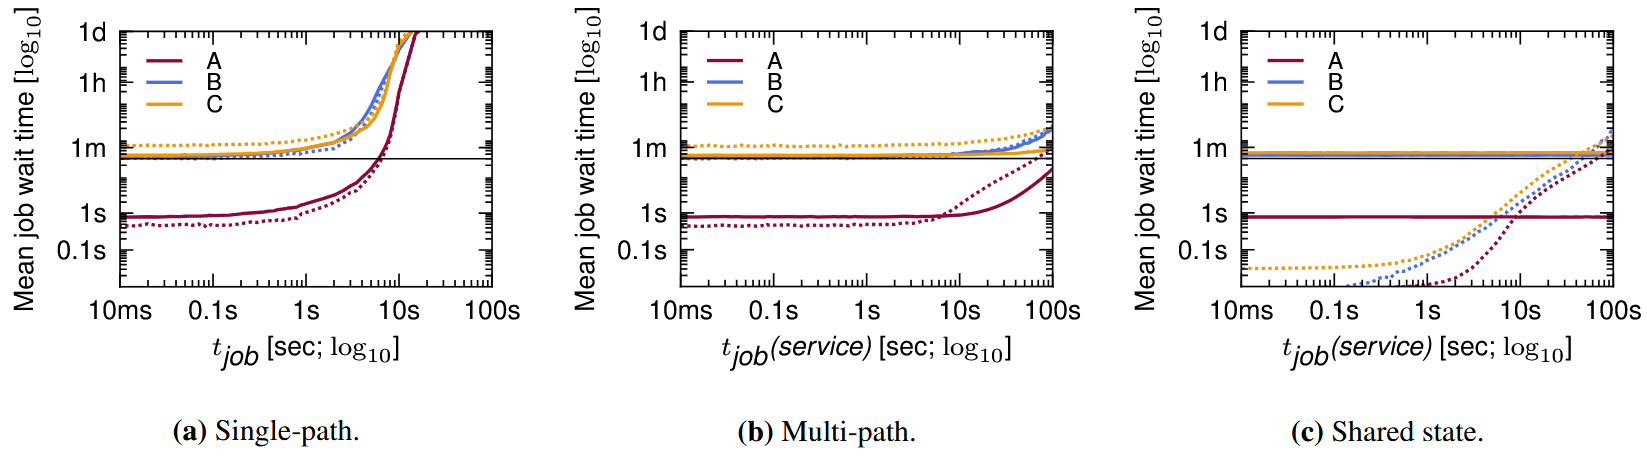 Mean job wait time [log10]
1d
1h
1m
1s
0.1s
A
B
C
10ms 0.1s 1s 10s 100s
tjob [sec; log10]
(a) Single-path.
Mean job wait time [log10]
1d
1h
1m
1s
0.1s
A
B
C
10ms 0.1s 1s 10s 100s
tjob(service) [sec; log10]
(b) Multi-path.
Mean job wait time [log10]
1d
1h
1m
1s
0.1s
A
B
C
10ms 0.1s 1s 10s 100s
tjob(service) [sec; log10]
(c) Shared state.